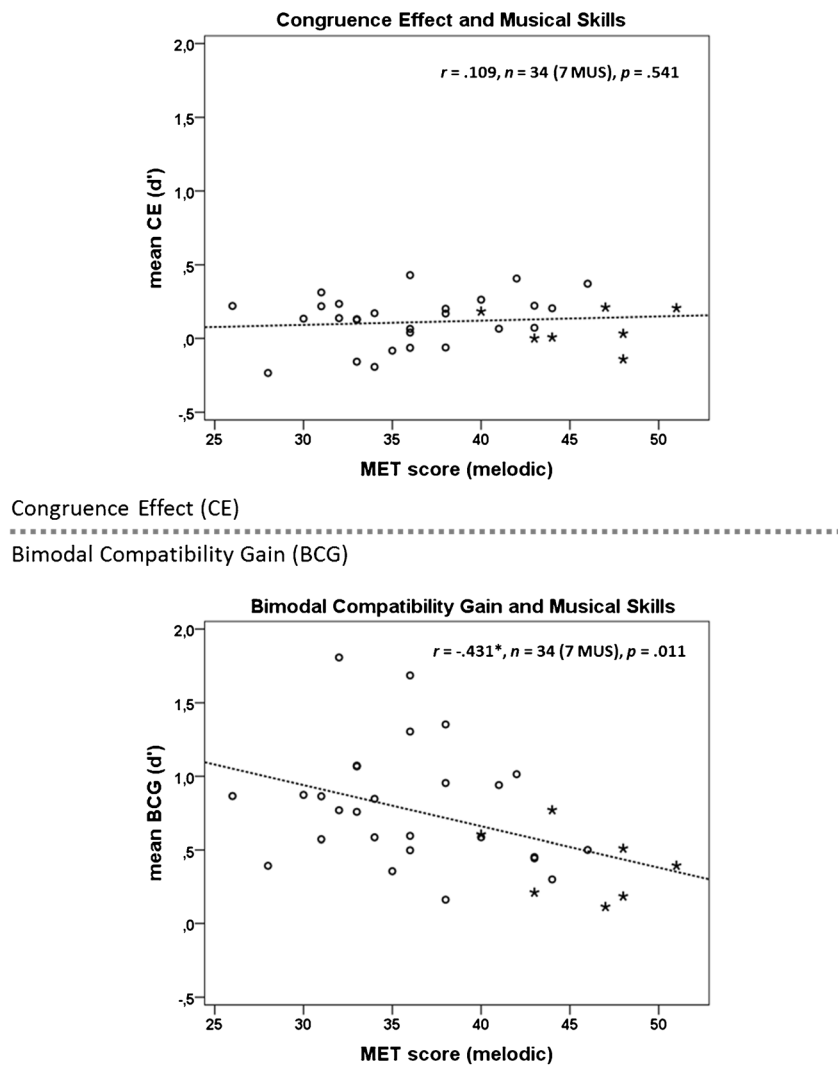 Congruence Effect and Musical Skills
r = .109, n = 34 (7 MUS), p = .541
2,0
1,5
1,0
,5
,0
-,5
mean CE (d')
25 30 35 40 45 50
MET score (melodic)
Congruence Effect (CE)
Bimodal Compatibility Gain (BCG)
Bimodal Compatibility Gain and Musical Skills
r = -.431*, n = 34 (7 MUS), p = .011
2,0
1,5
1,0
,5
,0
-,5
mean BCG (d')
25 30 35 40 45 50
MET score (melodic)